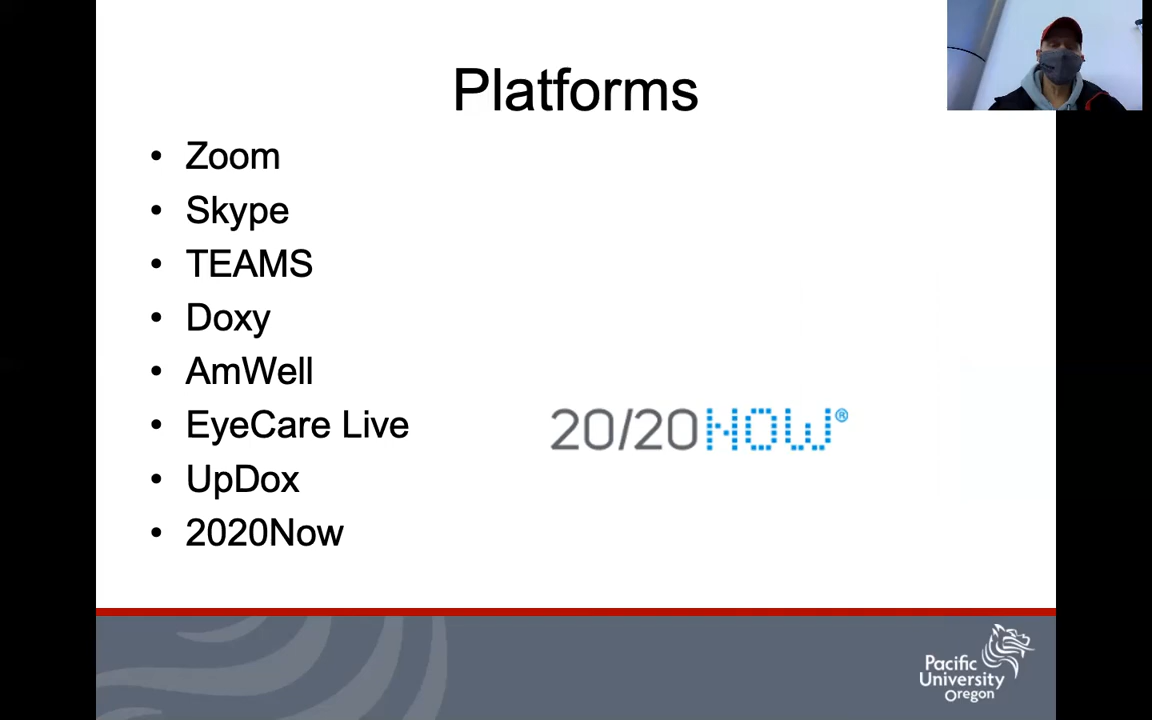 Platforms
• Zoom
• Skype
• TEAMS
• Doxy
• AmWell
• EyeCare Live
• UpDox
• 2020Now
20/20NOW®
Pacific
University
Oregon